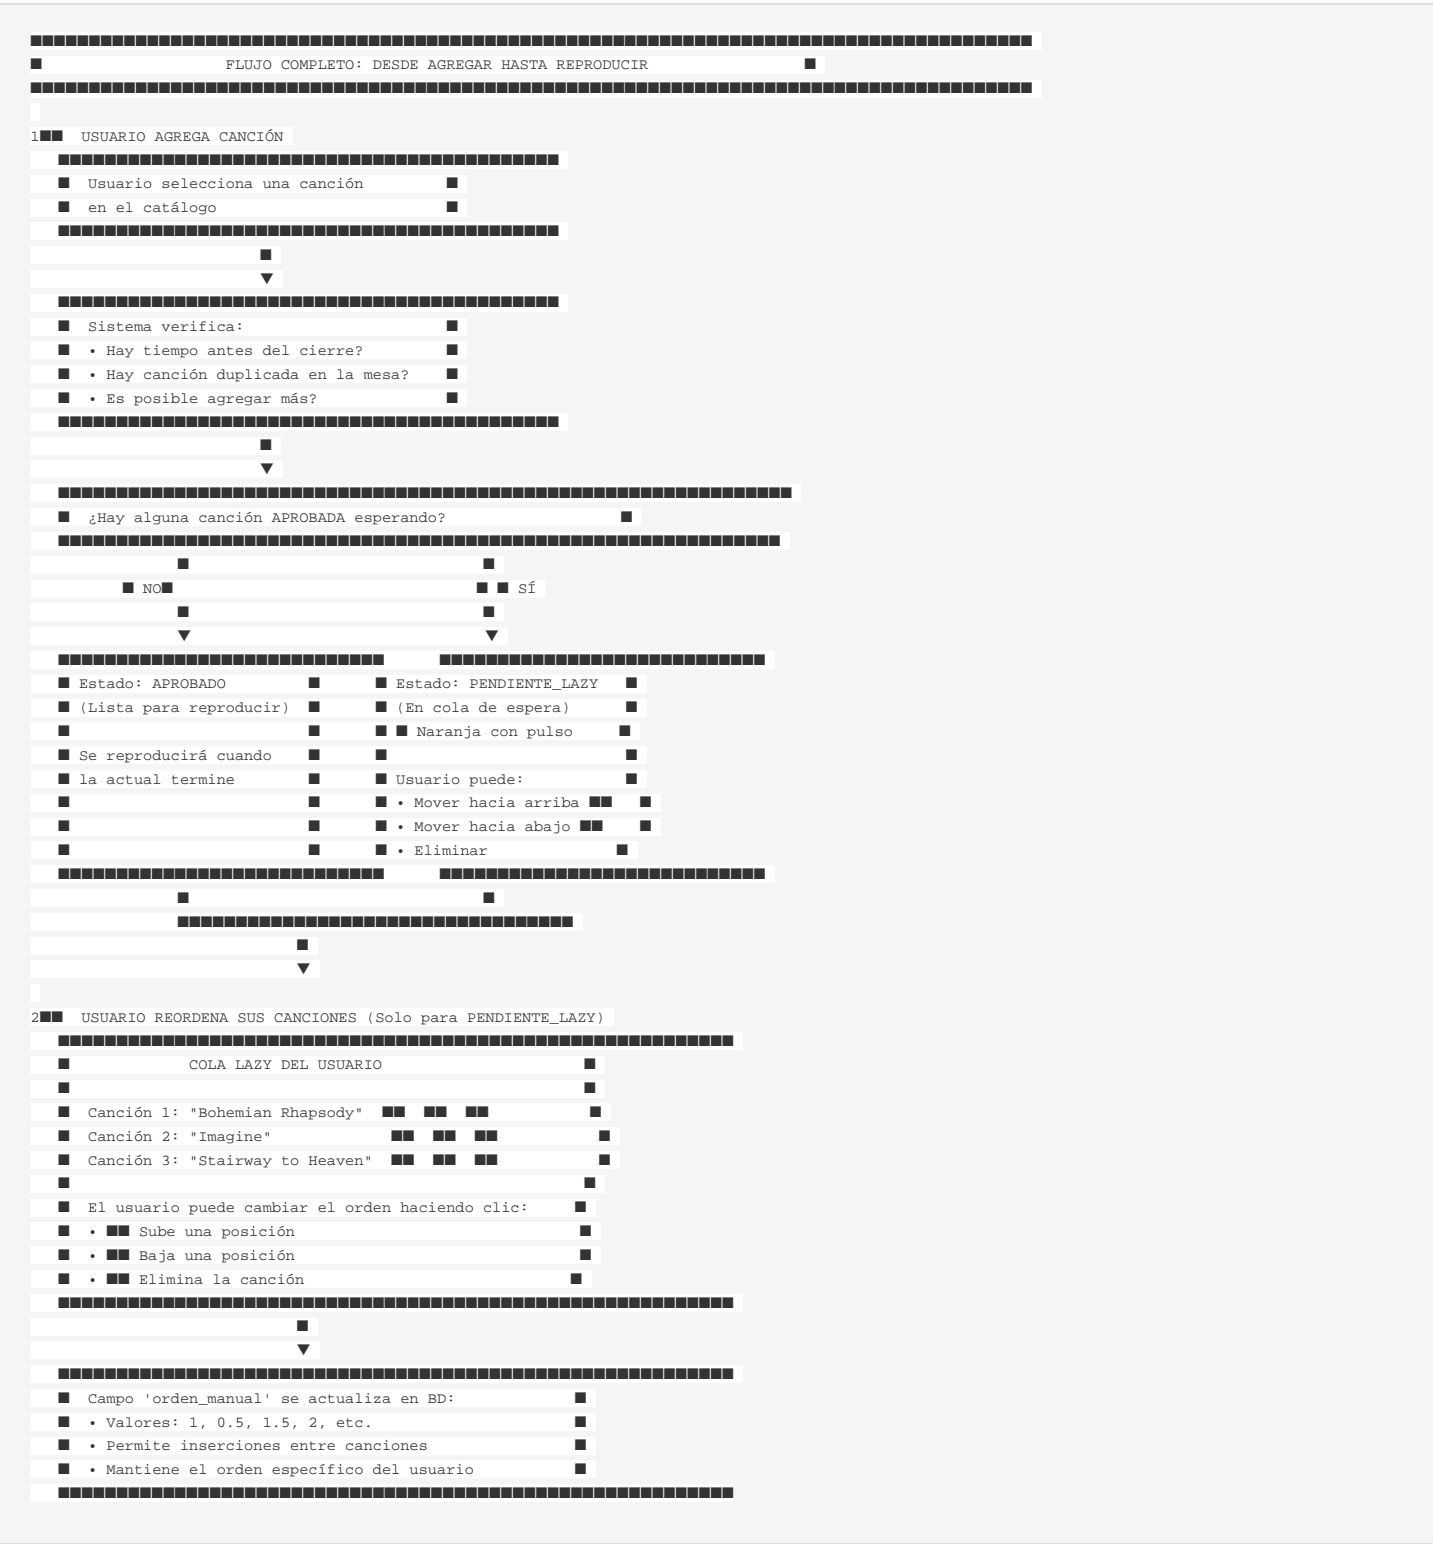 FLUJO COMPLETO: DESDE AGREGAR HASTA REPRODUCIR
1■■ USUARIO AGREGA CANCIÓN
■ Usuario selecciona una canción ■
■ en el catálogo ■
■
▼
■ Sistema verifica: ■
■ • Hay tiempo antes del cierre? ■
■ • Hay canción duplicada en la mesa? ■
■ • Es posible agregar más? ■
■
▼
■ ¿Hay alguna canción APROBADA esperando? ■
■ ■
■ NO■ ■ ■ SÍ
■ ■
▼ ▼
■ Estado: APROBADO ■ ■ Estado: PENDIENTE_LAZY ■
■ (Lista para reproducir) ■ ■ (En cola de espera) ■
■ ■ ■ ■ Naranja con pulso ■
■ Se reproducirá cuando ■ ■ ■
■ la actual termine ■ ■ Usuario puede: ■
■ ■ ■ • Mover hacia arriba ■■ ■
■ ■ ■ • Mover hacia abajo ■■ ■
■ ■ ■ • Eliminar ■
■ ■
■
▼
2■■ USUARIO REORDENA SUS CANCIONES (Solo para PENDIENTE_LAZY)
■ COLA LAZY DEL USUARIO ■
■ ■
■ Canción 1: "Bohemian Rhapsody" ■■ ■■ ■■ ■
■ Canción 2: "Imagine" ■■ ■■ ■■ ■
■ Canción 3: "Stairway to Heaven" ■■ ■■ ■■ ■
■ ■
■ El usuario puede cambiar el orden haciendo clic: ■
■ • ■■ Sube una posición ■
■ • ■■ Baja una posición ■
■ • ■■ Elimina la canción ■
■
▼
■ Campo 'orden_manual' se actualiza en BD: ■
■ • Valores: 1, 0.5, 1.5, 2, etc. ■
■ • Permite inserciones entre canciones ■
■ • Mantiene el orden específico del usuario ■